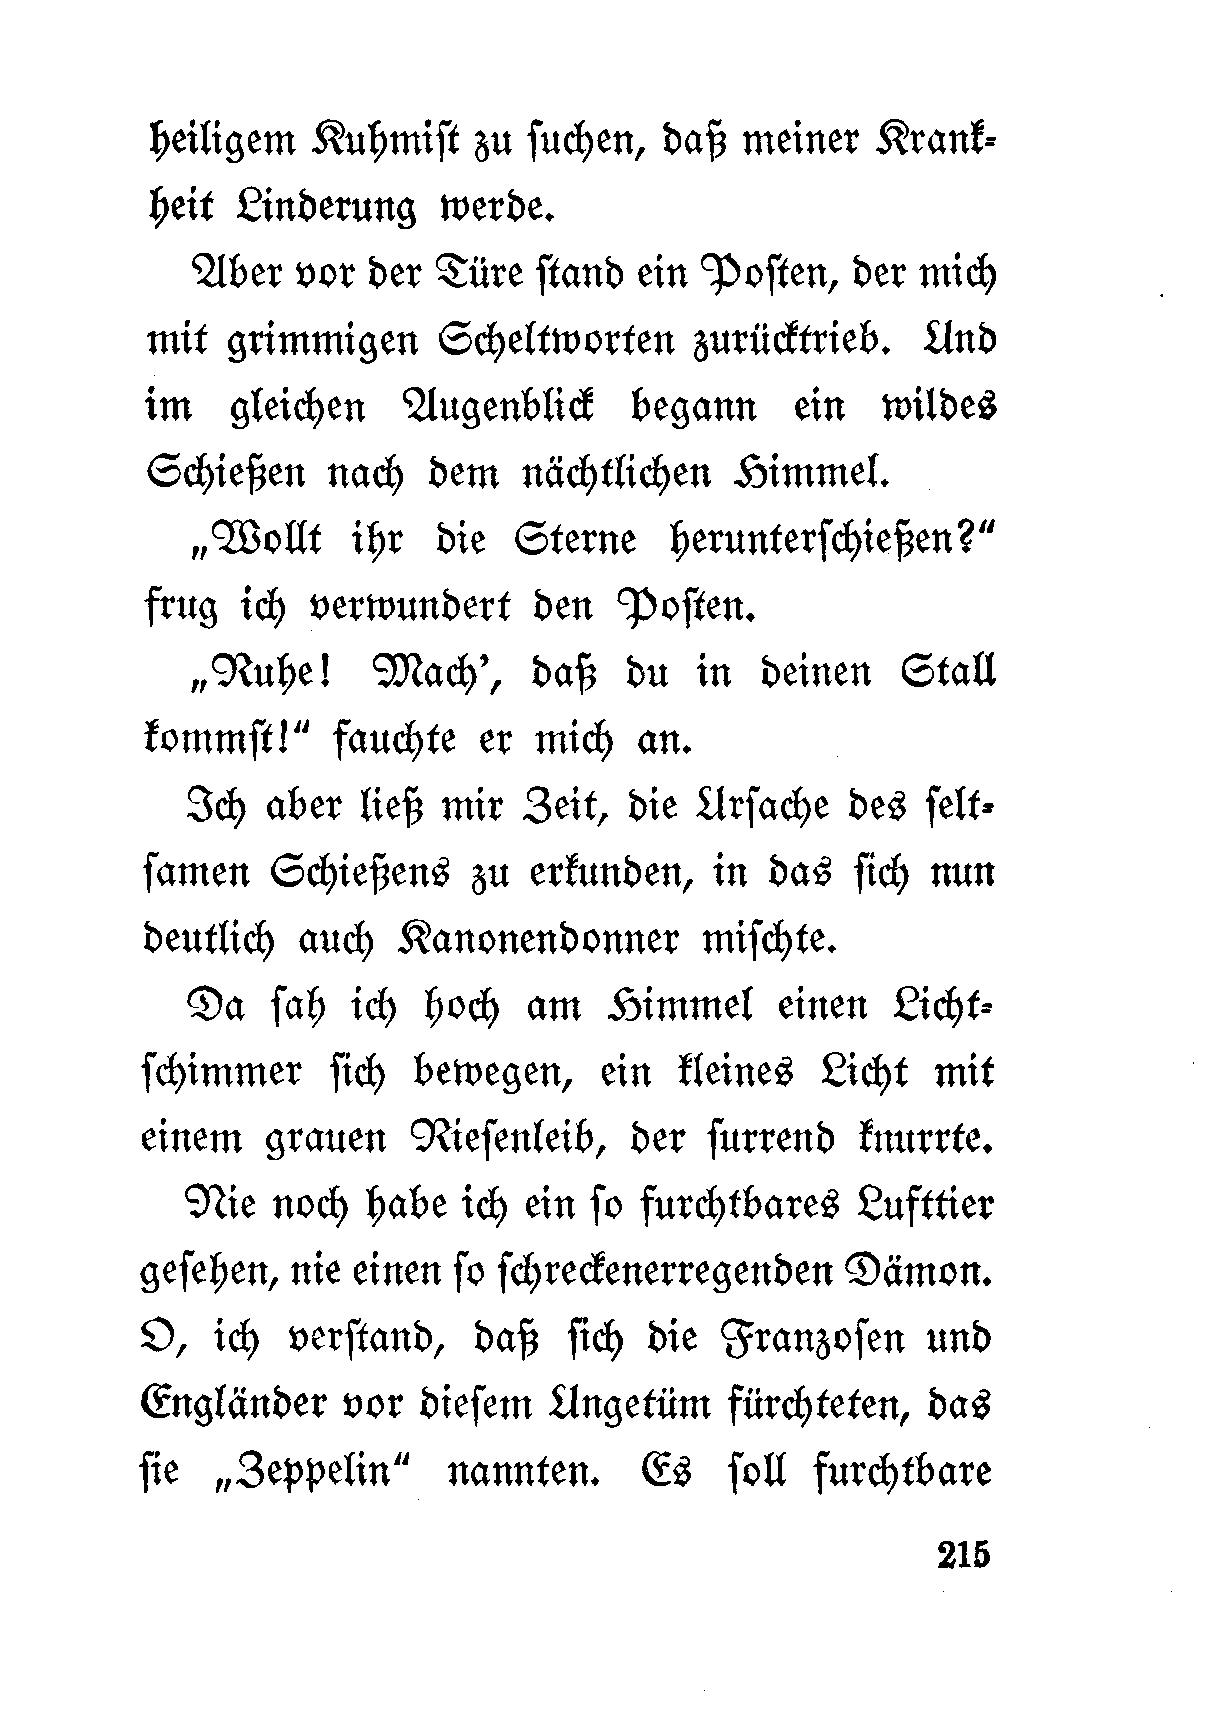 heiligem Kuhmiſt zu ſuchen, daß meiner Krank⸗
heit Linderung werde.
Aber vor der Türe ſtand ein Poſten, der mich
mit grimmigen Scheltworten zurücktrieb. Und
im gleichen Augenblick begann ein wildes
Schießen nach dem nächtlichen Himmel.
„Wollt ihr die Sterne herunterſchießen?“
frug ich verwundert den Poſten.
„Ruhe! Mach’, daß du in deinen Stall
kommſt!“ fauchte er mich an.
Ich aber ließ mir Zeit, die Urſache des ſelt⸗
ſamen Schießens zu erkunden, in das ſich nun
deutlich auch Kanonendonner miſchte.
Da ſah ich hoch am Himmel einen Licht⸗
ſchimmer ſich bewegen, ein kleines Licht mit
einem grauen Rieſenleib, der ſurrend knurrte.
Nie noch habe ich ein ſo furchtbares Lufttier
geſehen, nie einen ſo ſchreckenerregenden Dämon.
O, ich verſtand, daß ſich die Franzoſen und
Engländer vor dieſem Ungetüm fürchteten, das
ſie „Zeppelin“ nannten. Es ſoll furchtbare
215